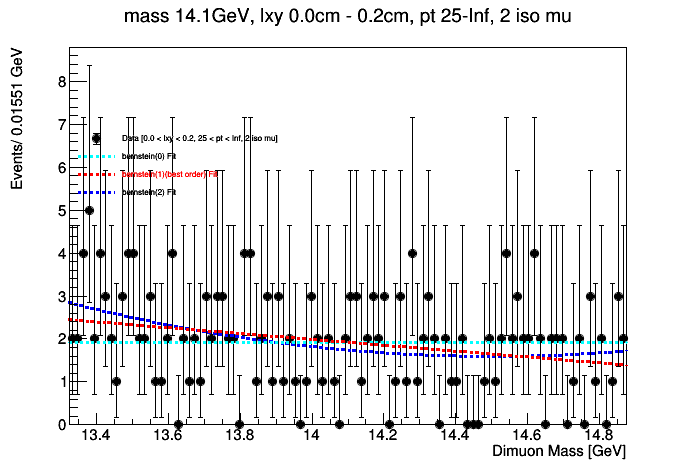 mass 14.1GeV, lxy 0.0cm - 0.2cm, pt 25-Inf, 2 iso mu
Events/ 0.01551 GeV
8
7
Data [0.0 < lxy < 0.2, 25 < pt < Inf, 2 iso mu]
bernstein(0) Fit
6
bernstein(1)(best order) Fit
bernstein(2) Fit
5
4
3
2
1
0
13.4 13.6 13.8 14 14.2 14.4 14.6 14.8
Dimuon Mass [GeV]